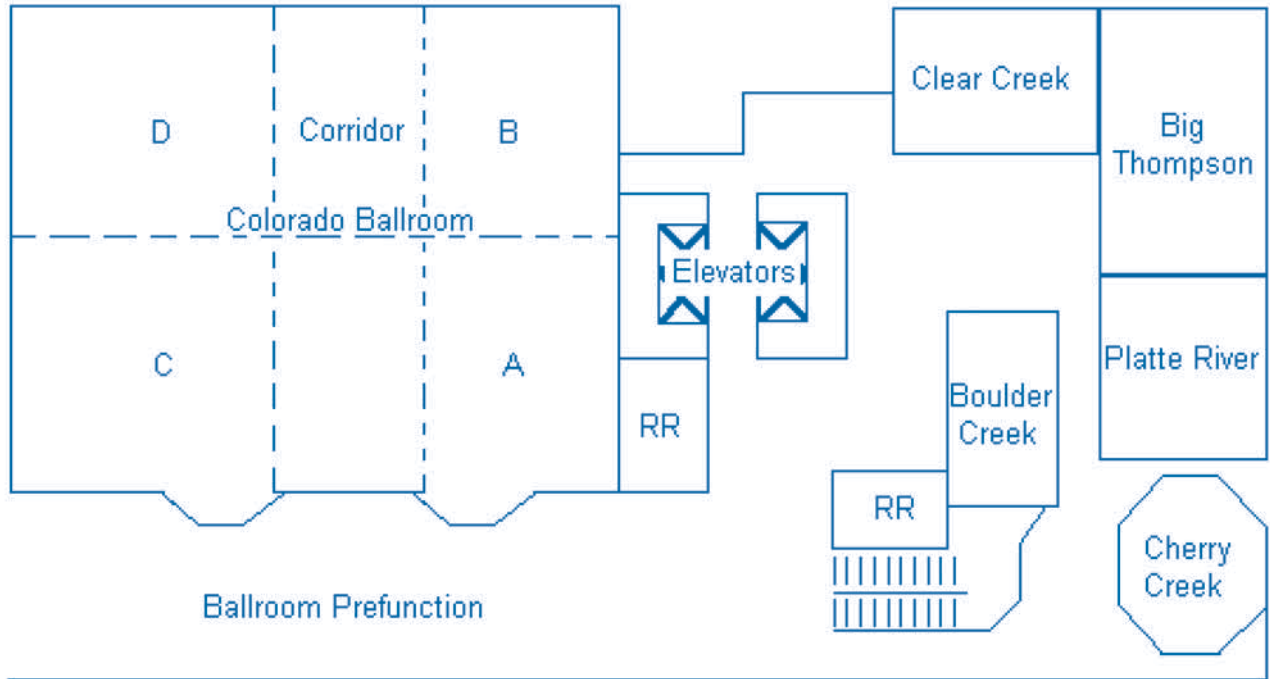 Clear Creek
Big
Thompson
D
Corridor
B
Colorado Ballroom
Elevators
C
A
Platte River
RR
Boulder
Creek
RR
Cherry
Creek
Ballroom Prefunction